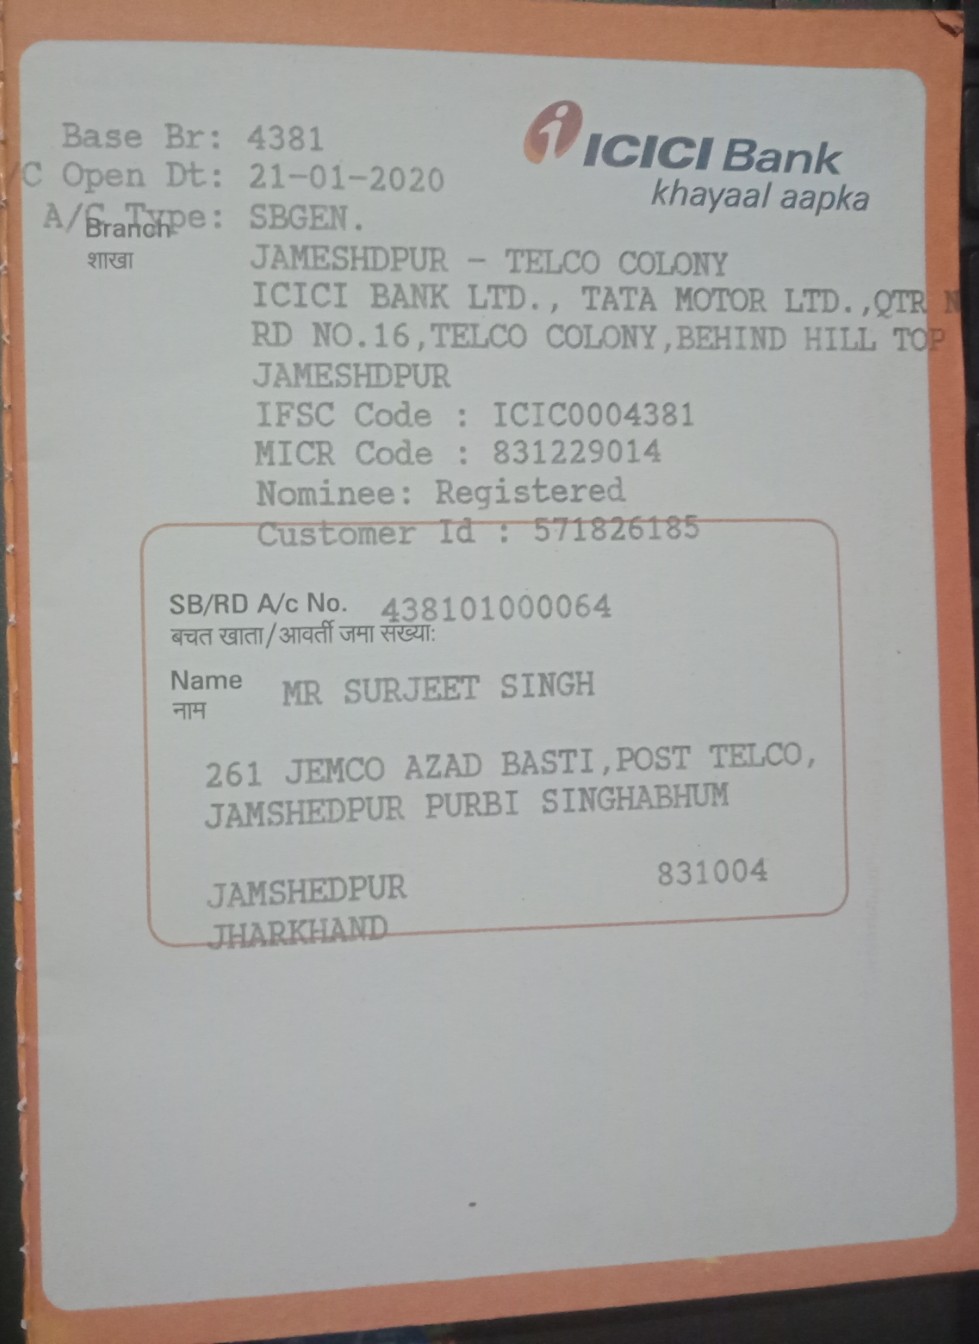 Base Br: 4381
ICICI Bank
khayaal aapka
C Open Dt: 21-01-2020
A/C Type: SBGEN.
Branch
शाखा
JAMESHDPUR - TELCO COLONY
ICICI BANK LTD., TATA MOTOR LTD.,QTR N
RD NO.16,TELCO COLONY,BEHIND HILL TOP
JAMESHDPUR
IFSC Code : ICIC0004381
MICR Code : 831229014
Nominee: Registered
Customer Id : 571826185
SB/RD A/c No. 438101000064
बचत खाता/आवर्ती जमा संख्या:
Name MR SURJEET SINGH
नाम
261 JEMCO AZAD BASTI,POST TELCO,
JAMSHEDPUR PURBI SINGHABHUM
JAMSHEDPUR 831004
JHARKHAND